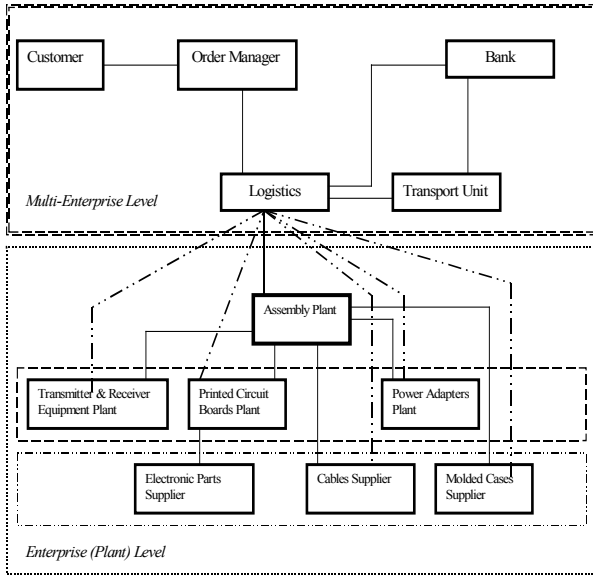 Customer
Order Manager
Bank
Logistics
Transport Unit
Multi-Enterprise Level
Assembly Plant
Transmitter & Receiver
Equipment Plant
Printed Circuit
Boards Plant
Power Adapters
Plant
Electronic Parts
Supplier
Cables Supplier
Molded Cases
Supplier
Enterprise (Plant) Level